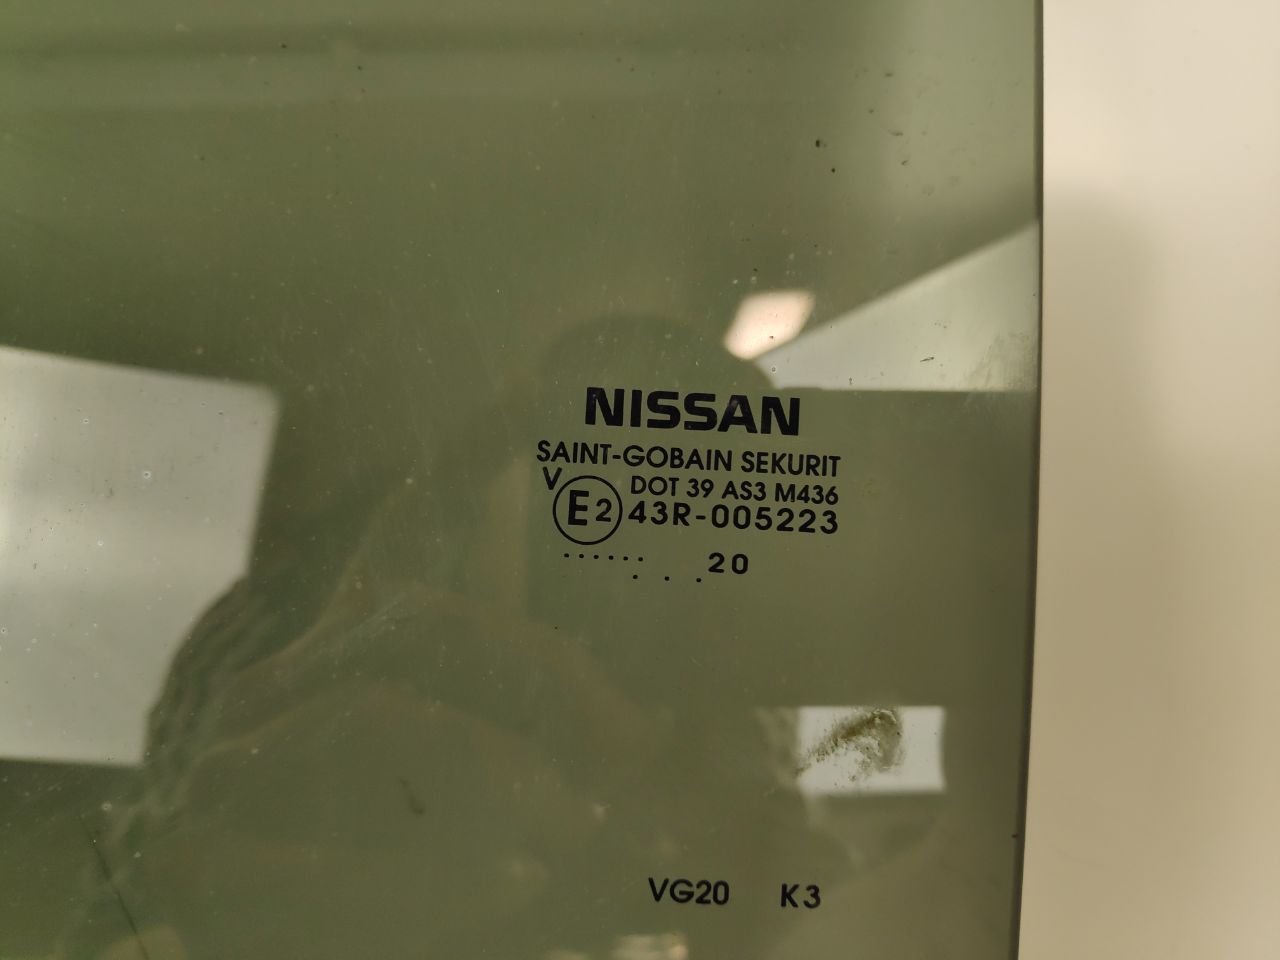 NISSAN
SAINT-GOBAIN SEKURIT
V DOT 39 AS3 M436
E2 43R-005223
...... 20
. . .
VG20 K3